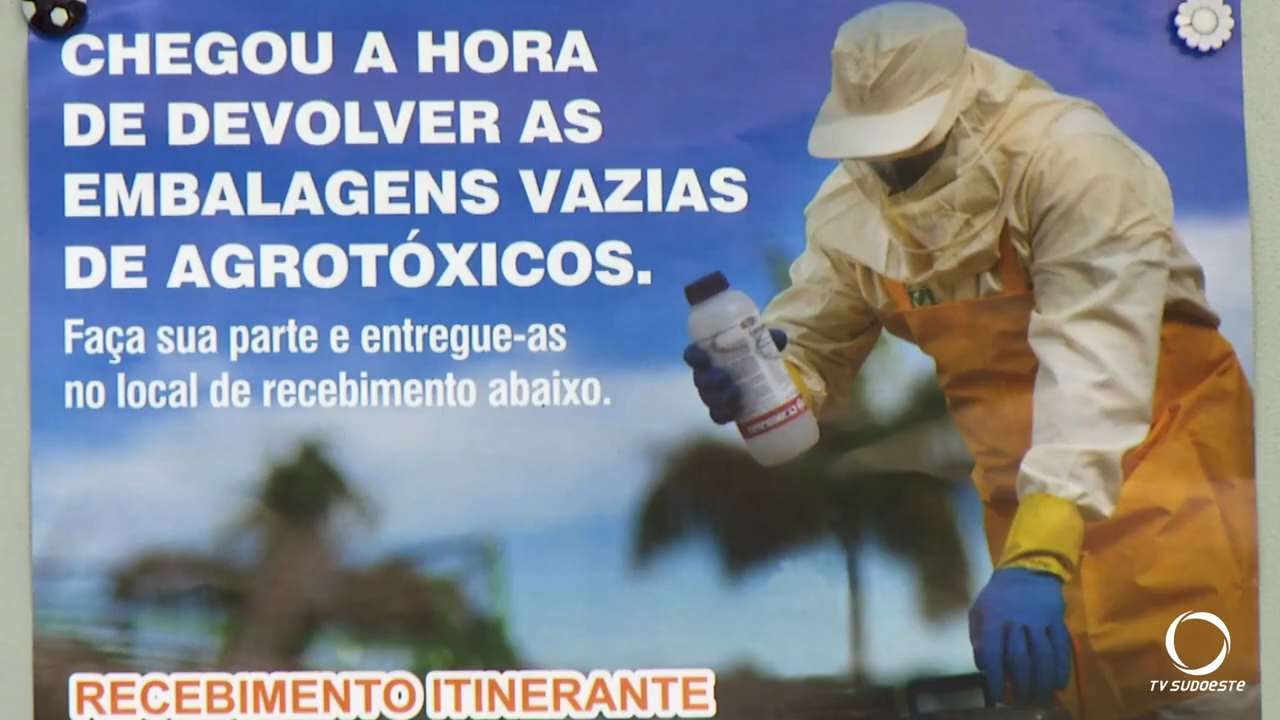 CHEGOU A HORA
DE DEVOLVER AS
EMBALAGENS VAZIAS
DE AGROTÓXICOS.
Faça sua parte e entregue-as
no local de recebimento abaixo.
RECEBIMENTO ITINERANTE
TV SUDOESTE